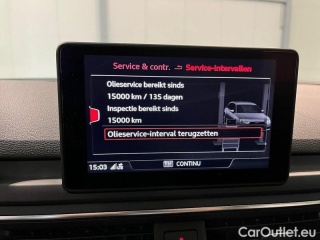 Service & contr. Service-intervallen
Olieservice bereikt sinds
15000 km / 135 dagen
Inspectie bereikt sinds
15000 km
Olieservice-interval terugzetten
15:03 CONTINU
CarOutlet.eu